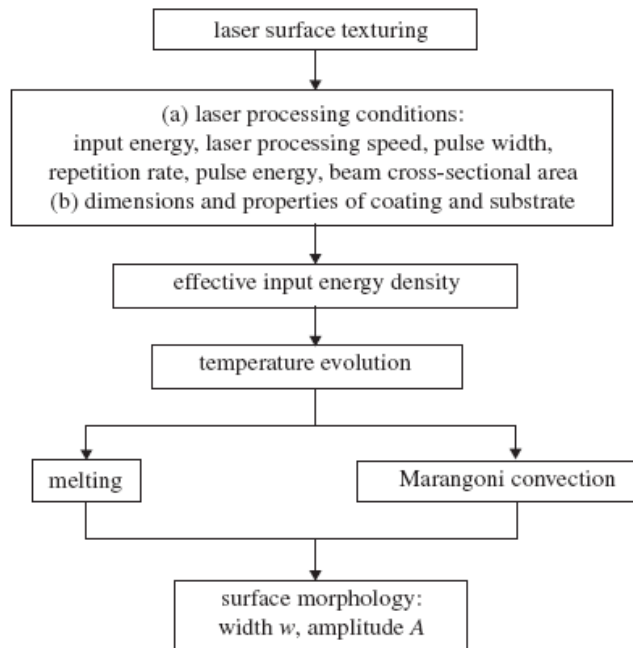 laser surface texturing
(a) laser processing conditions:
input energy, laser processing speed, pulse width,
repetition rate, pulse energy, beam cross-sectional area
(b) dimensions and properties of coating and substrate
effective input energy density
temperature evolution
melting
Marangoni convection
surface morphology:
width w, amplitude A